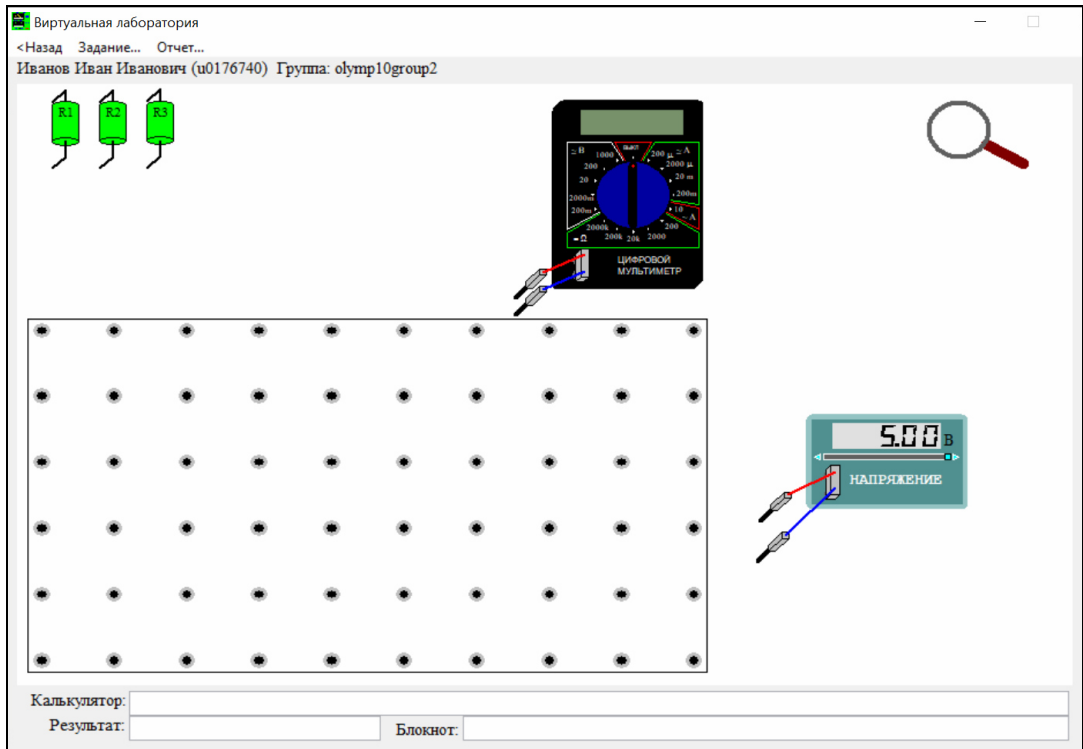 Виртуальная лаборатория
<Назад Задание... Отчет...
Иванов Иван Иванович (u0176740) Группа: olymp10group2
R1 R2 R3
≃ В 1000 выкл 200 μ ≃ А
200 2000 μ
20 20 m
2000m 200m
200m 10
~ А
2000k 200
= Ω 200k 20k 2000
ЦИФРОВОЙ
МУЛЬТИМЕТР
5.00 В
НАПРЯЖЕНИЕ
Калькулятор:
Результат: Блокнот: